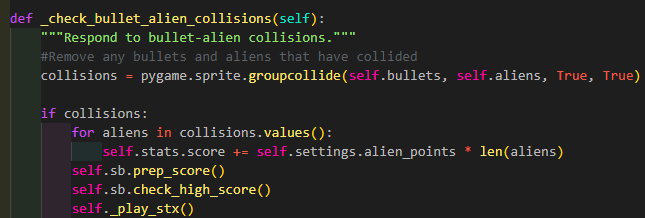 def _check_bullet_alien_collisions(self):
    """Respond to bullet-alien collisions."""
    #Remove any bullets and aliens that have collided
    collisions = pygame.sprite.groupcollide(self.bullets, self.aliens, True, True)
    if collisions:
        for aliens in collisions.values():
            self.stats.score += self.settings.alien_points * len(aliens)
        self.sb.prep_score()
        self.sb.check_high_score()
        self._play_stx()